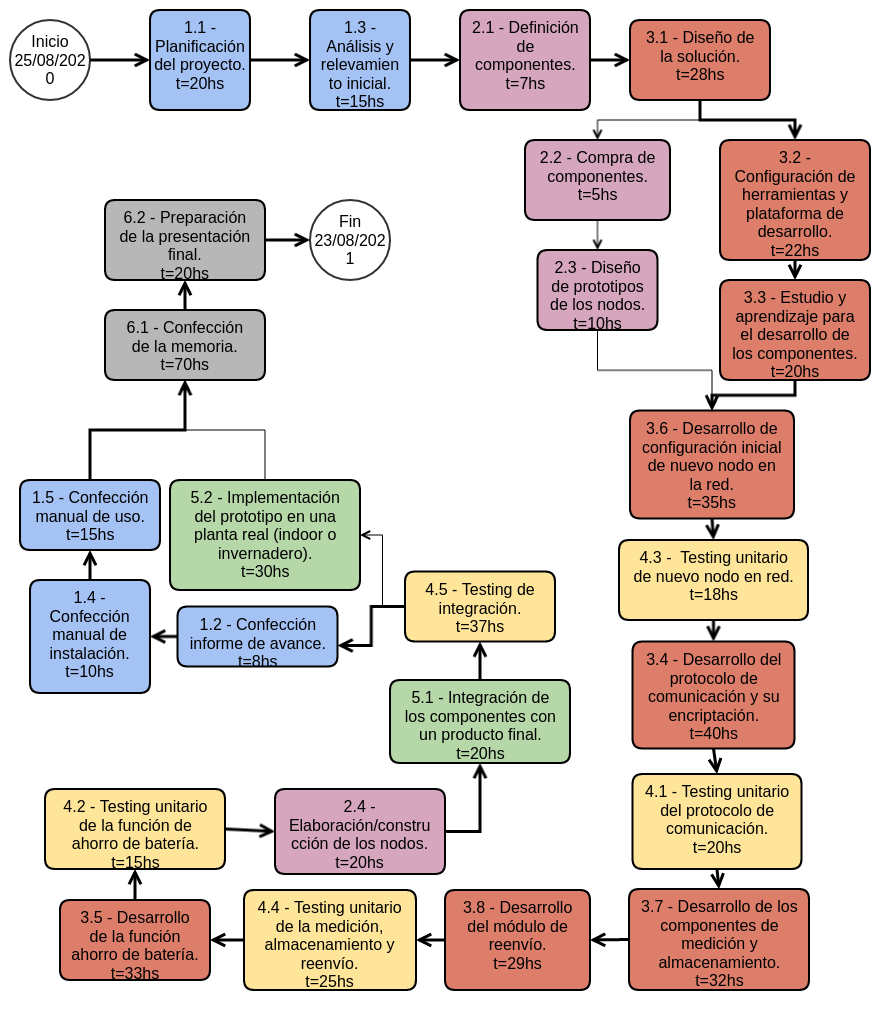 Inicio
25/08/202
0
1.1 -
Planificación
del proyecto.
t=20hs
1.3 -
Análisis y
relevamien
to inicial.
t=15hs
2.1 - Definición
de
componentes.
t=7hs
3.1 - Diseño de
la solución.
t=28hs
2.2 - Compra de
componentes.
t=5hs
3.2 -
Configuración de
herramientas y
plataforma de
desarrollo.
t=22hs
2.3 - Diseño
de prototipos
de los nodos.
t=10hs
3.3 - Estudio y
aprendizaje para
el desarrollo de
los componentes.
t=20hs
3.6 - Desarrollo de
configuración inicial
de nuevo nodo en
la red.
t=35hs
4.3 -  Testing unitario
de nuevo nodo en red.
t=18hs
3.4 - Desarrollo del
protocolo de
comunicación y su
encriptación.
t=40hs
4.1 - Testing unitario
del protocolo de
comunicación.
t=20hs
3.7 - Desarrollo de los
componentes de
medición y
almacenamiento.
t=32hs
3.8 - Desarrollo
del módulo de
reenvío.
t=29hs
4.4 - Testing unitario
de la medición,
almacenamiento y
reenvío.
t=25hs
3.5 - Desarrollo
de la función
ahorro de batería.
t=33hs
4.2 - Testing unitario
de la función de
ahorro de batería.
t=15hs
2.4 -
Elaboración/constru
cción de los nodos.
t=20hs
5.1 - Integración de
los componentes con
un producto final.
t=20hs
4.5 - Testing de
integración.
t=37hs
5.2 - Implementación
del prototipo en una
planta real (indoor o
invernadero).
t=30hs
1.2 - Confección
informe de avance.
t=8hs
1.4 -
Confección
manual de
instalación.
t=10hs
1.5 - Confección
manual de uso.
t=15hs
6.1 - Confección
de la memoria.
t=70hs
6.2 - Preparación
de la presentación
final.
t=20hs
Fin
23/08/202
1